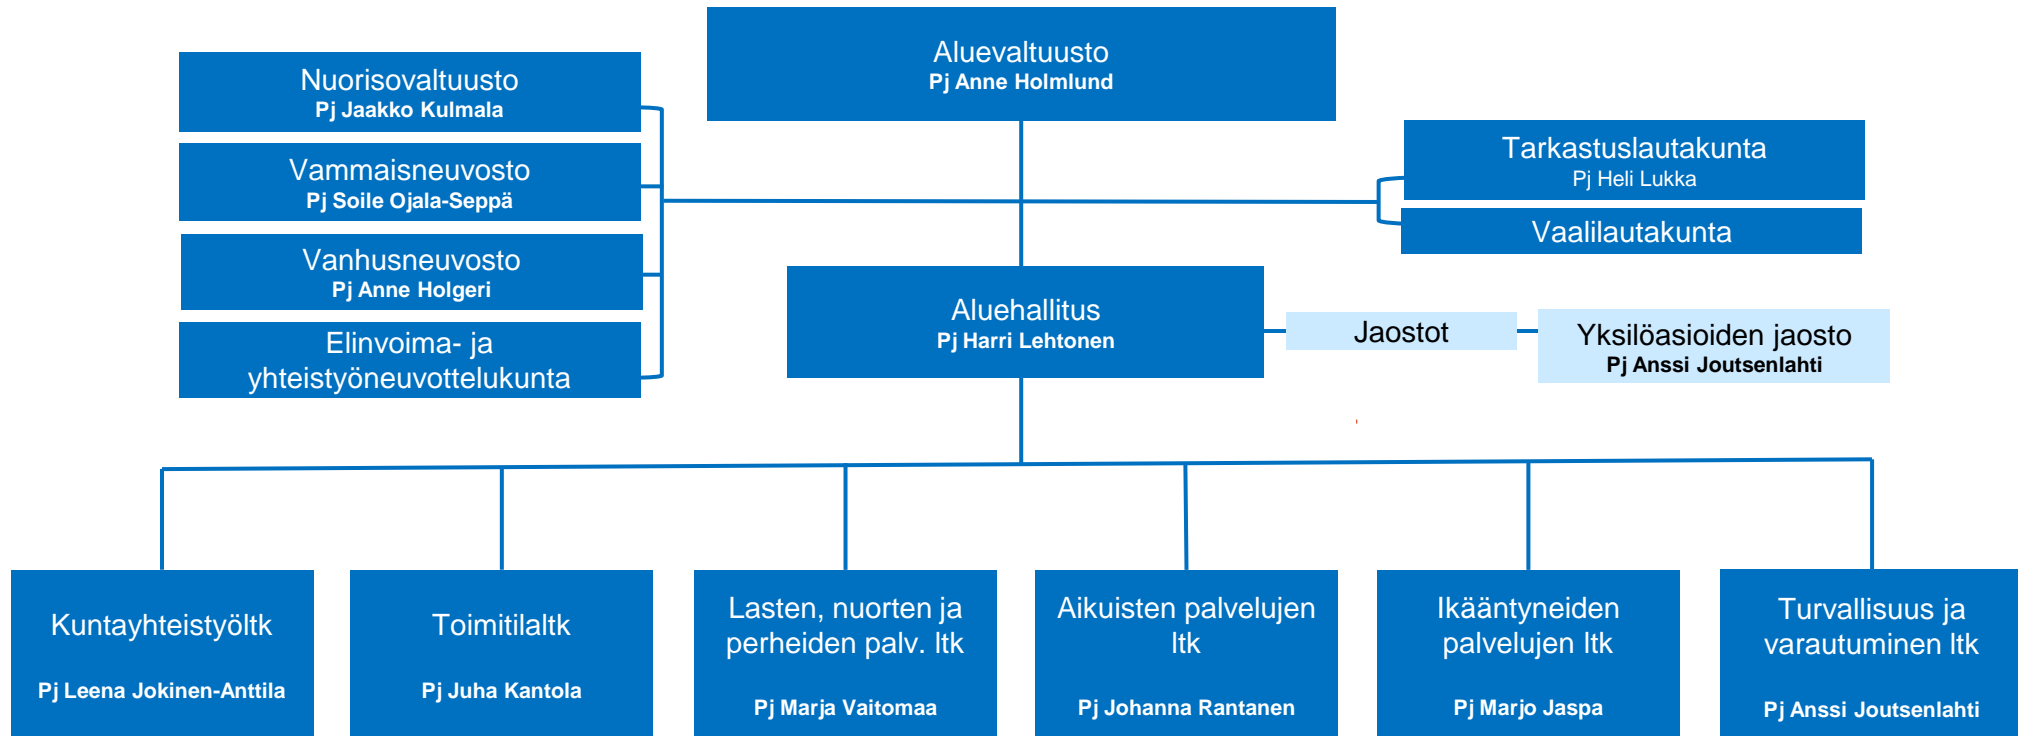 Aluevaltuusto
Pj Anne Holmlund
Nuorisovaltuusto
Pj Jaakko Kulmala
Vammaisneuvosto
Pj Soile Ojala-Seppä
Vanhusneuvosto
Pj Anne Holgeri
Elinvoima- ja
yhteistyöneuvottelukunta
Tarkastuslautakunta
Pj Heli Lukka
Vaalilautakunta
Aluehallitus
Pj Harri Lehtonen
Jaostot
Yksilöasioiden jaosto
Pj Anssi Joutsenlahti
Kuntayhteistyöltk
Pj Leena Jokinen-Anttila
Toimitilaltk
Pj Juha Kantola
Lasten, nuorten ja
perheiden palv. ltk
Pj Marja Vaitomaa
Aikuisten palvelujen
ltk
Pj Johanna Rantanen
Ikääntyneiden
palvelujen ltk
Pj Marjo Jaspa
Turvallisuus ja
varautuminen ltk
Pj Anssi Joutsenlahti